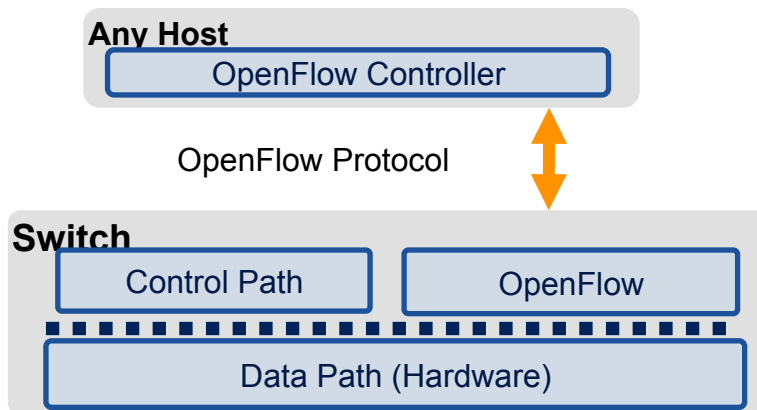 Any Host
OpenFlow Controller
OpenFlow Protocol
Switch
Control Path
OpenFlow
Data Path (Hardware)